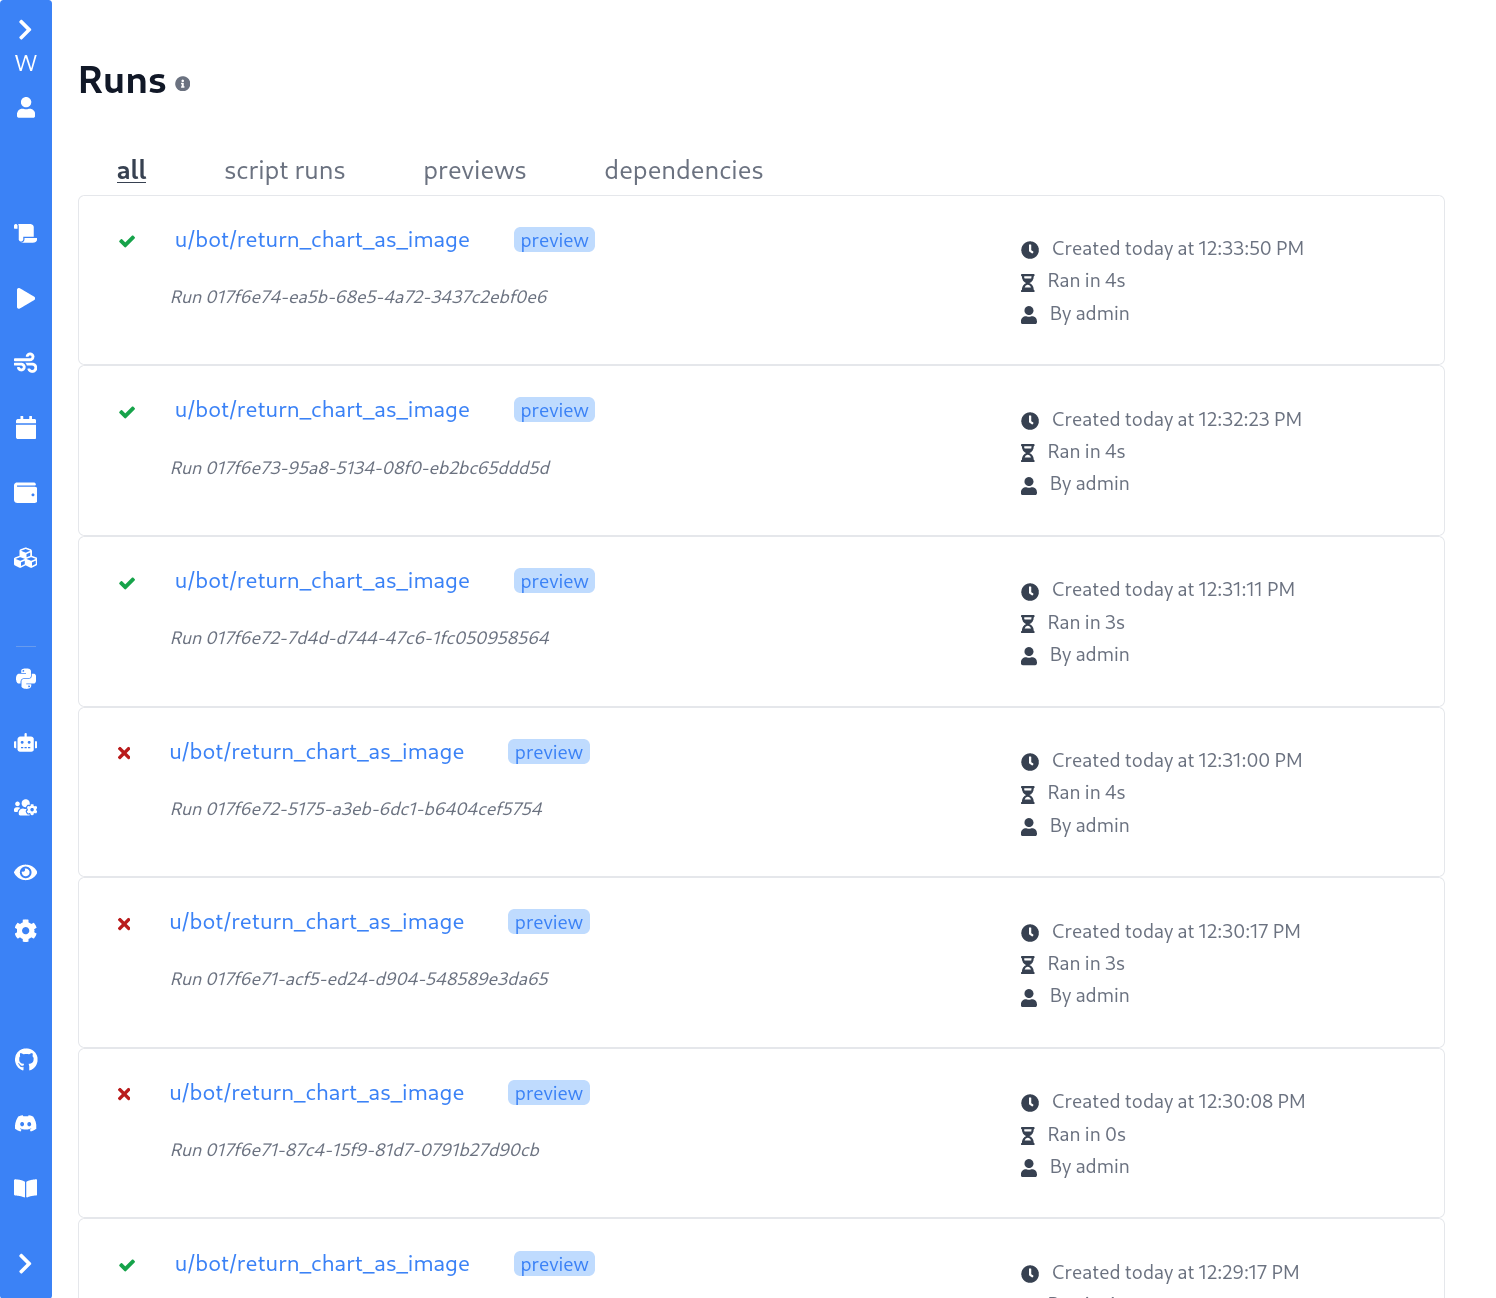 W
Runs
all script runs previews dependencies
u/bot/return_chart_as_image preview
Run 017f6e74-ea5b-68e5-4a72-3437c2ebf0e6
Created today at 12:33:50 PM
Ran in 4s
By admin
u/bot/return_chart_as_image preview
Run 017f6e73-95a8-5134-08f0-eb2bc65ddd5d
Created today at 12:32:23 PM
Ran in 4s
By admin
u/bot/return_chart_as_image preview
Run 017f6e72-7d4d-d744-47c6-1fc050958564
Created today at 12:31:11 PM
Ran in 3s
By admin
u/bot/return_chart_as_image preview
Run 017f6e72-5175-a3eb-6dc1-b6404cef5754
Created today at 12:31:00 PM
Ran in 4s
By admin
u/bot/return_chart_as_image preview
Run 017f6e71-acf5-ed24-d904-548589e3da65
Created today at 12:30:17 PM
Ran in 3s
By admin
u/bot/return_chart_as_image preview
Run 017f6e71-87c4-15f9-81d7-0791b27d90cb
Created today at 12:30:08 PM
Ran in 0s
By admin
u/bot/return_chart_as_image preview
Created today at 12:29:17 PM